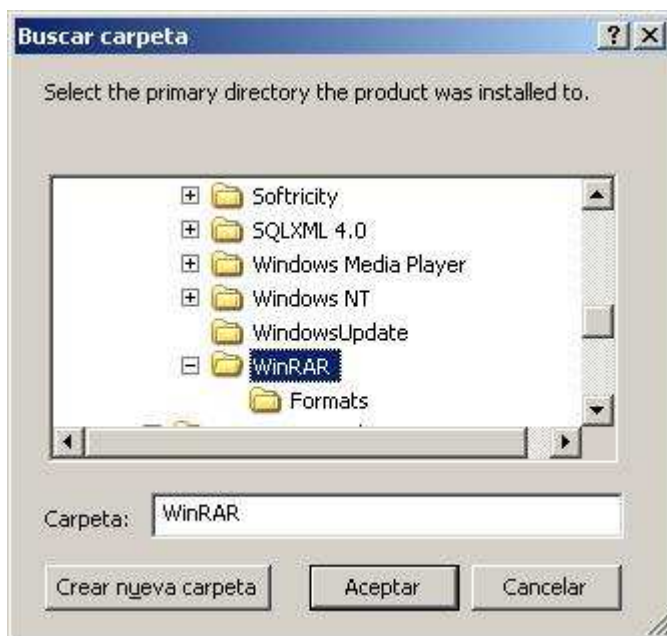 Buscar carpeta
Select the primary directory the product was installed to.
Softricity
SQLXML 4.0
Windows Media Player
Windows NT
WindowsUpdate
WinRAR
Formats
Carpeta: WinRAR
Crear nueva carpeta Aceptar Cancelar